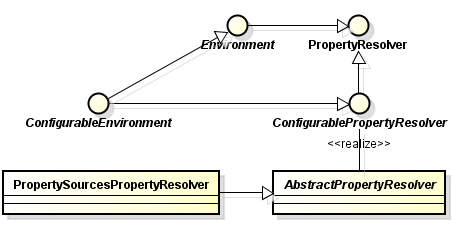 Environment
PropertyResolver
ConfigurableEnvironment
ConfigurablePropertyResolver
<<realize>>
PropertySourcesPropertyResolver
AbstractPropertyResolver